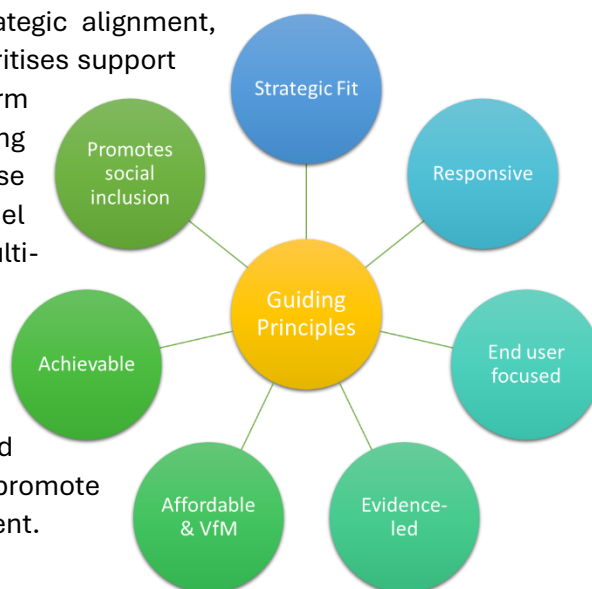 ategic alignment,
ritises support
rm
ng
se
el
ulti-
d
promote
ent.
Strategic Fit
Responsive
End user
focused
Evidence-
led
Affordable
& VfM
Achievable
Promotes
social
inclusion
Guiding
Principles